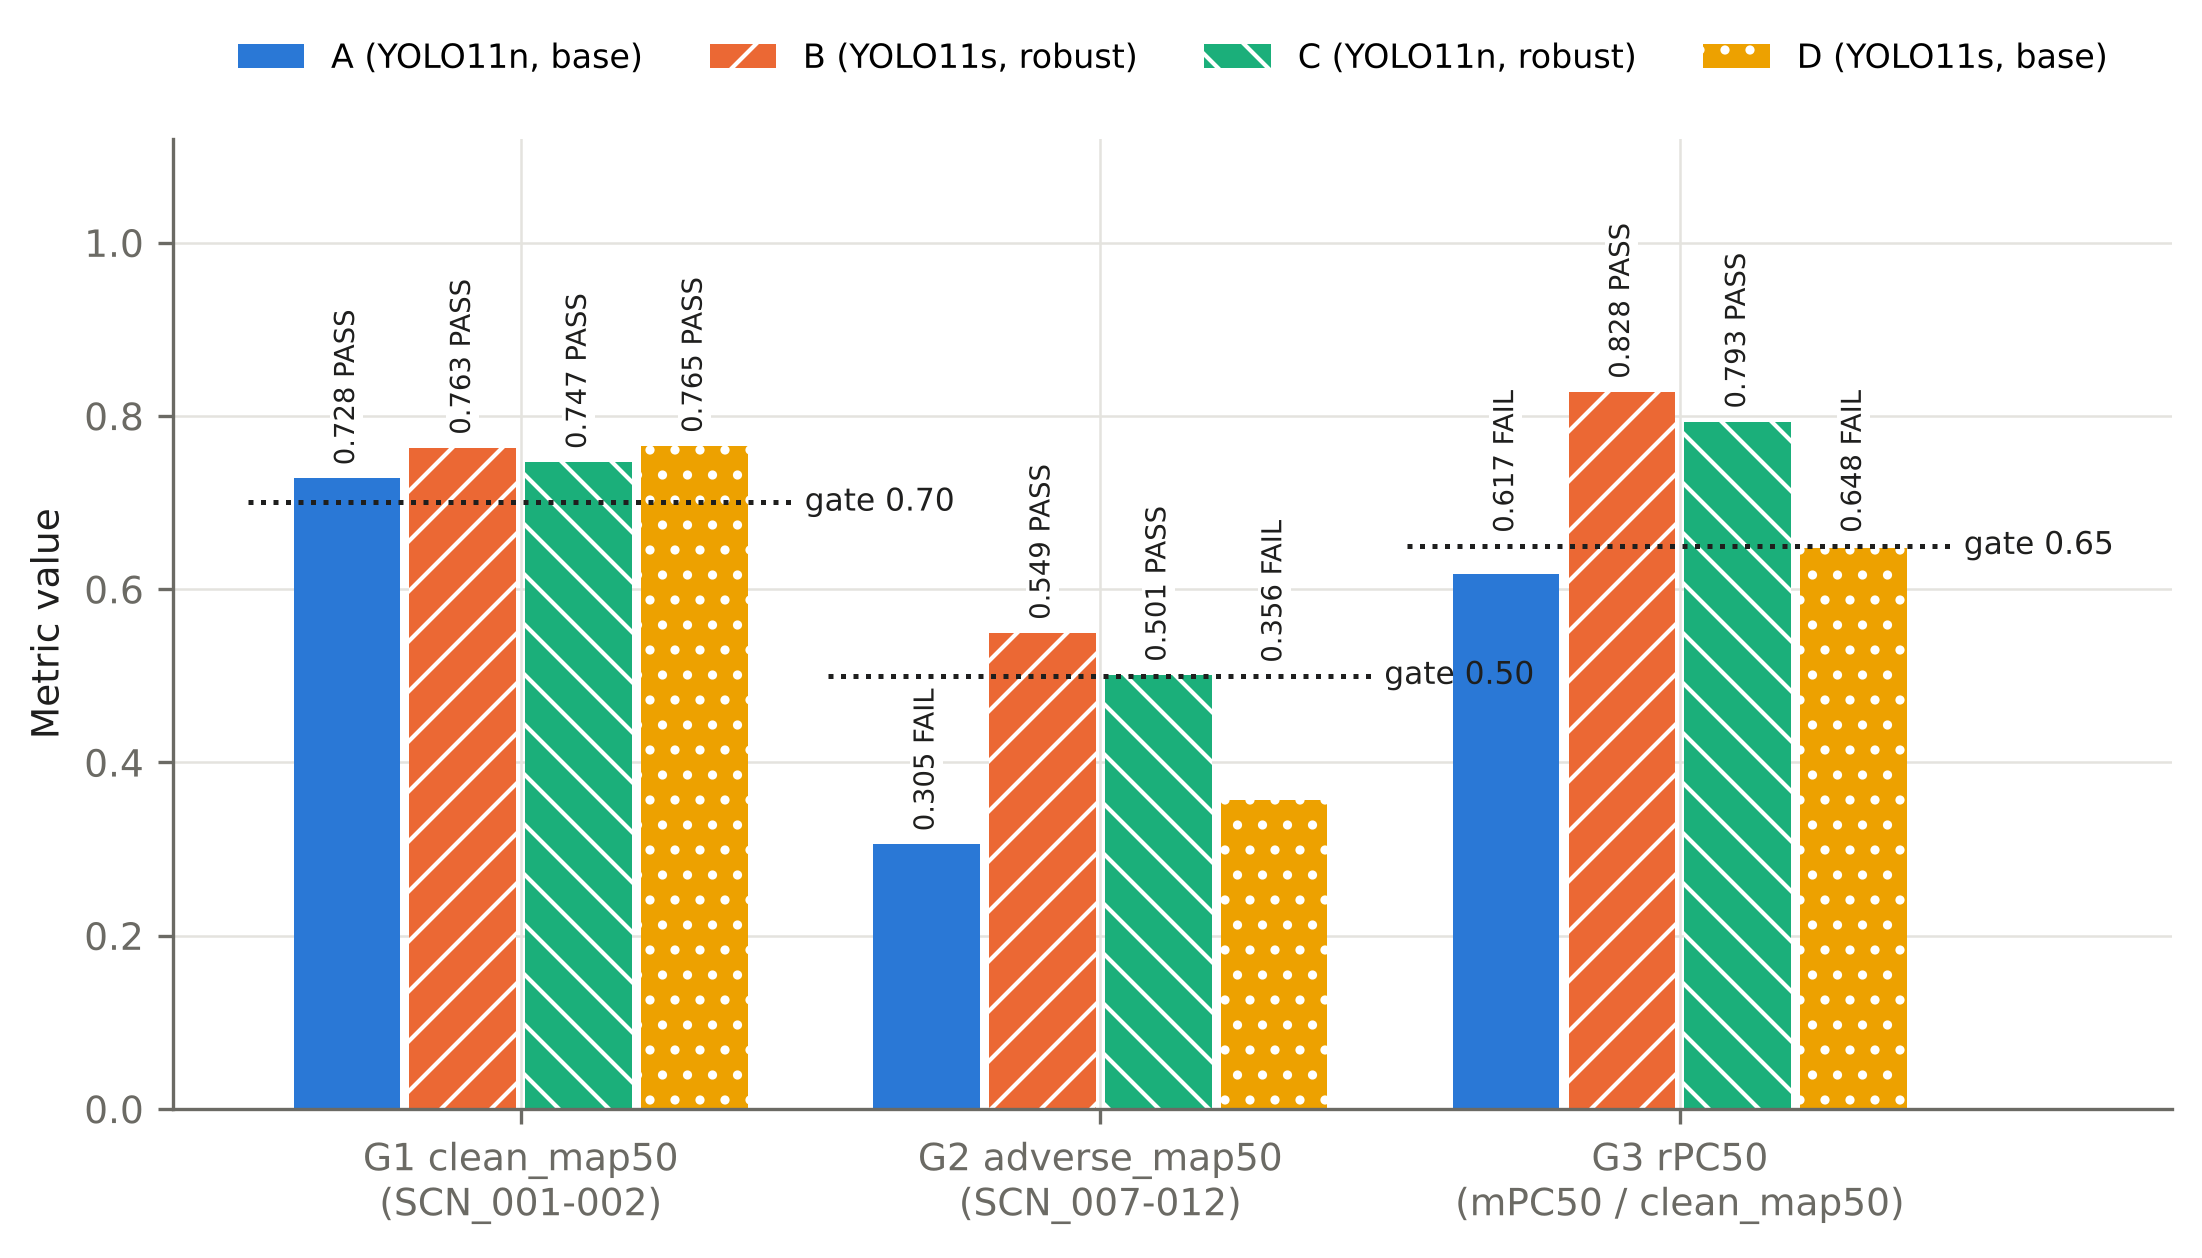 A (YOLO11n, base)
B (YOLO11s, robust)
C (YOLO11n, robust)
D (YOLO11s, base)
Metric value
1.0
0.8
0.6
0.4
0.2
0.0
0.728 PASS
0.763 PASS
0.747 PASS
0.765 PASS
gate 0.70
0.305 FAIL
0.549 PASS
0.501 PASS
0.356 FAIL
gate 0.50
0.617 FAIL
0.828 PASS
0.793 PASS
0.648 FAIL
gate 0.65
G1 clean_map50
(SCN_001-002)
G2 adverse_map50
(SCN_007-012)
G3 rPC50
(mPC50 / clean_map50)